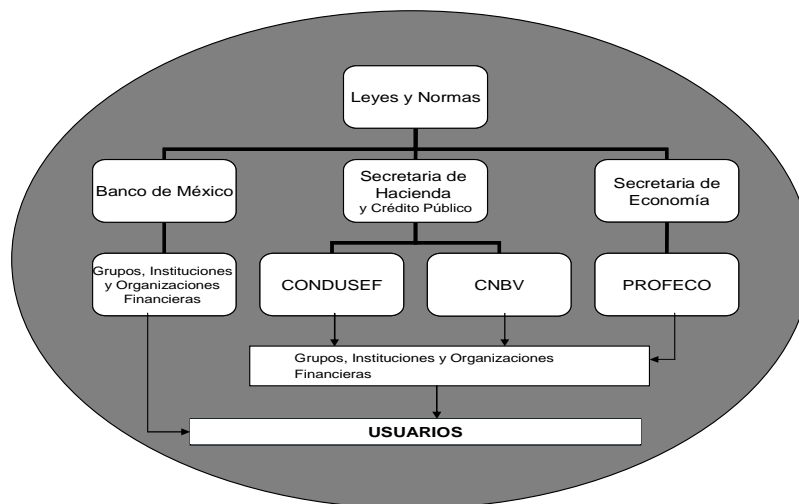 Leyes y Normas
Banco de México
Secretaria de
Hacienda
y Crédito Público
Secretaria de
Economía
Grupos, Instituciones
y Organizaciones
Financieras
CONDUSEF
CNBV
PROFECO
Grupos, Instituciones y Organizaciones
Financieras
USUARIOS